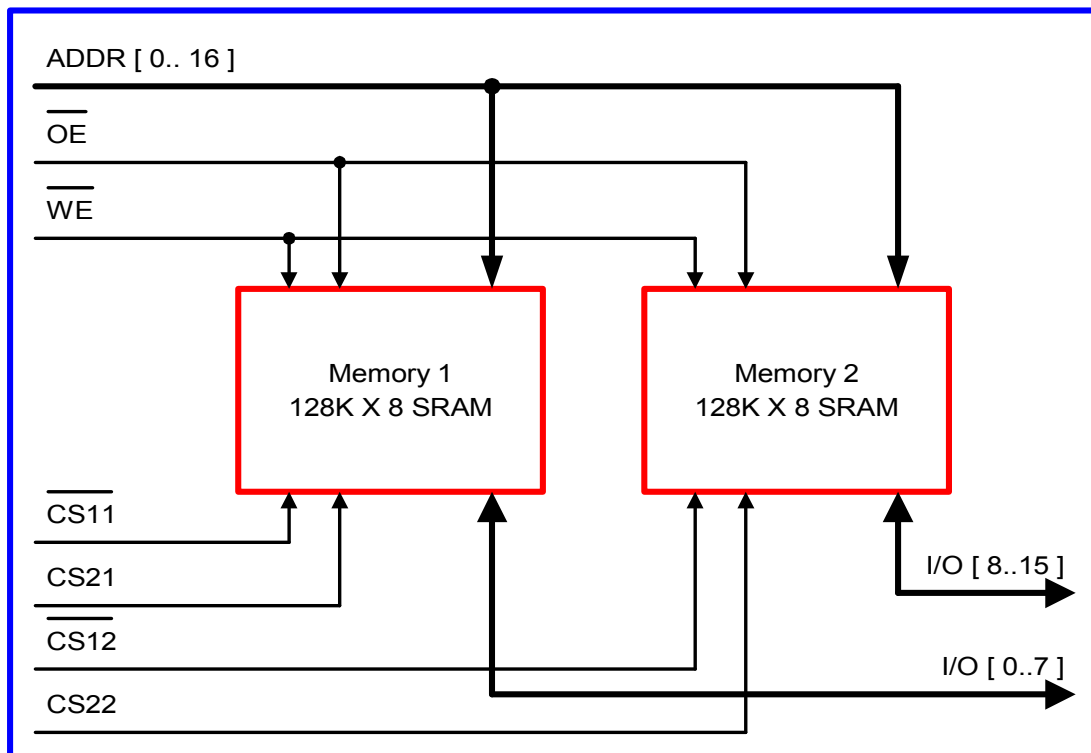 ADDR [ 0.. 16 ]
OE
WE
Memory 1
128K X 8 SRAM
Memory 2
128K X 8 SRAM
CS11
CS21
CS12
CS22
I/O [ 8..15 ]
I/O [ 0..7 ]